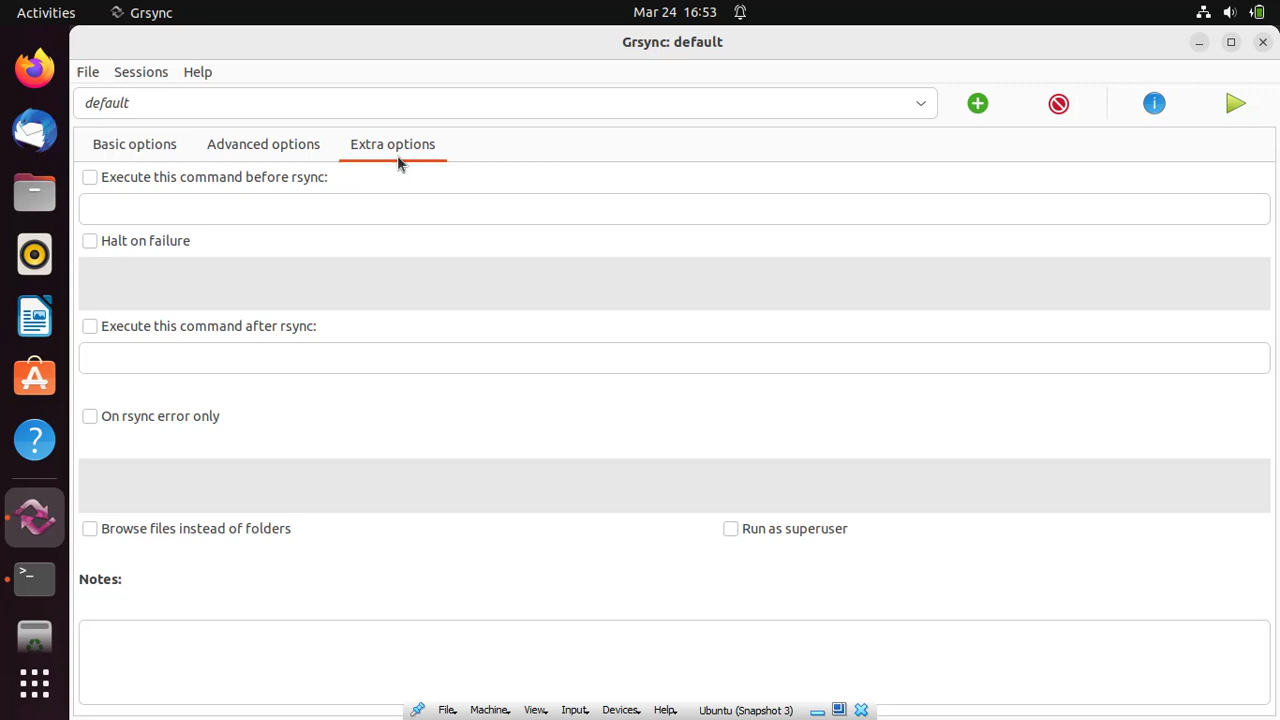 Activities Grsync Mar 24 16:53
Grsync: default
File Sessions Help
default
Basic options Advanced options Extra options
Execute this command before rsync:
Halt on failure
Execute this command after rsync:
On rsync error only
Browse files instead of folders Run as superuser
Notes:
File Machine View Input Devices Help Ubuntu (Snapshot 3)